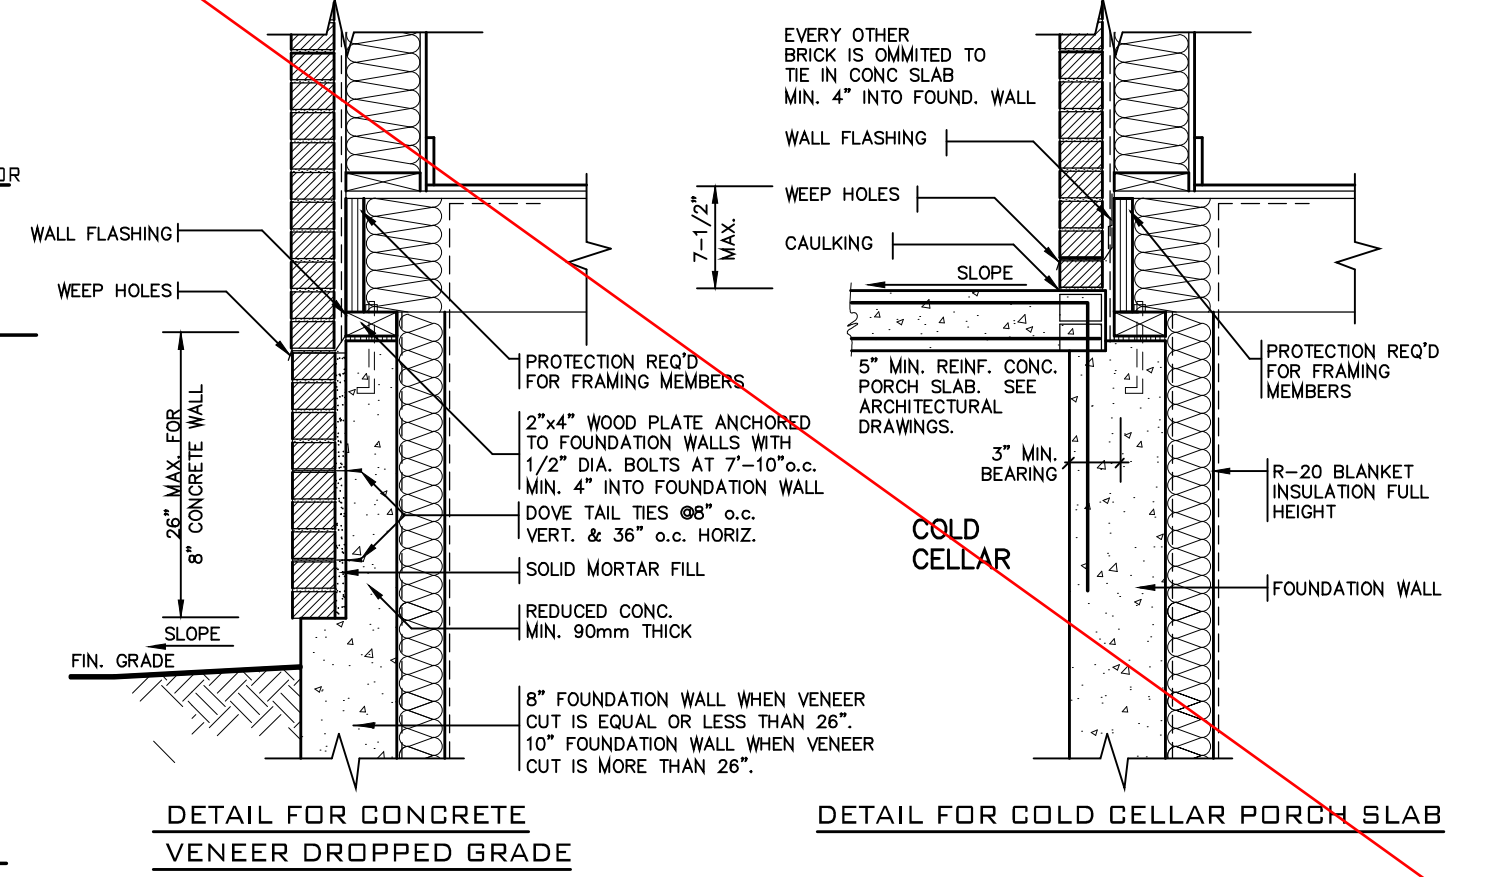 OR
WALL FLASHING
WEEP HOLES
26" MAX. FOR
8" CONCRETE WALL
SLOPE
FIN. GRADE
PROTECTION REQ'D
FOR FRAMING MEMBERS
2"x4" WOOD PLATE ANCHORED
TO FOUNDATION WALLS WITH
1/2" DIA. BOLTS AT 7'-10"o.c.
MIN. 4" INTO FOUNDATION WALL
DOVE TAIL TIES @8" o.c.
VERT. & 36" o.c. HORIZ.
SOLID MORTAR FILL
REDUCED CONC.
MIN. 90mm THICK
8" FOUNDATION WALL WHEN VENEER
CUT IS EQUAL OR LESS THAN 26".
10" FOUNDATION WALL WHEN VENEER
CUT IS MORE THAN 26".
DETAIL FOR CONCRETE
VENEER DROPPED GRADE
EVERY OTHER
BRICK IS OMMITED TO
TIE IN CONC SLAB
MIN. 4" INTO FOUND. WALL
WALL FLASHING
WEEP HOLES
CAULKING
7-1/2"
MAX.
SLOPE
5" MIN. REINF. CONC.
PORCH SLAB. SEE
ARCHITECTURAL
DRAWINGS.
3" MIN.
BEARING
COLD
CELLAR
PROTECTION REQ'D
FOR FRAMING
MEMBERS
R-20 BLANKET
INSULATION FULL
HEIGHT
FOUNDATION WALL
DETAIL FOR COLD CELLAR PORCH SLAB